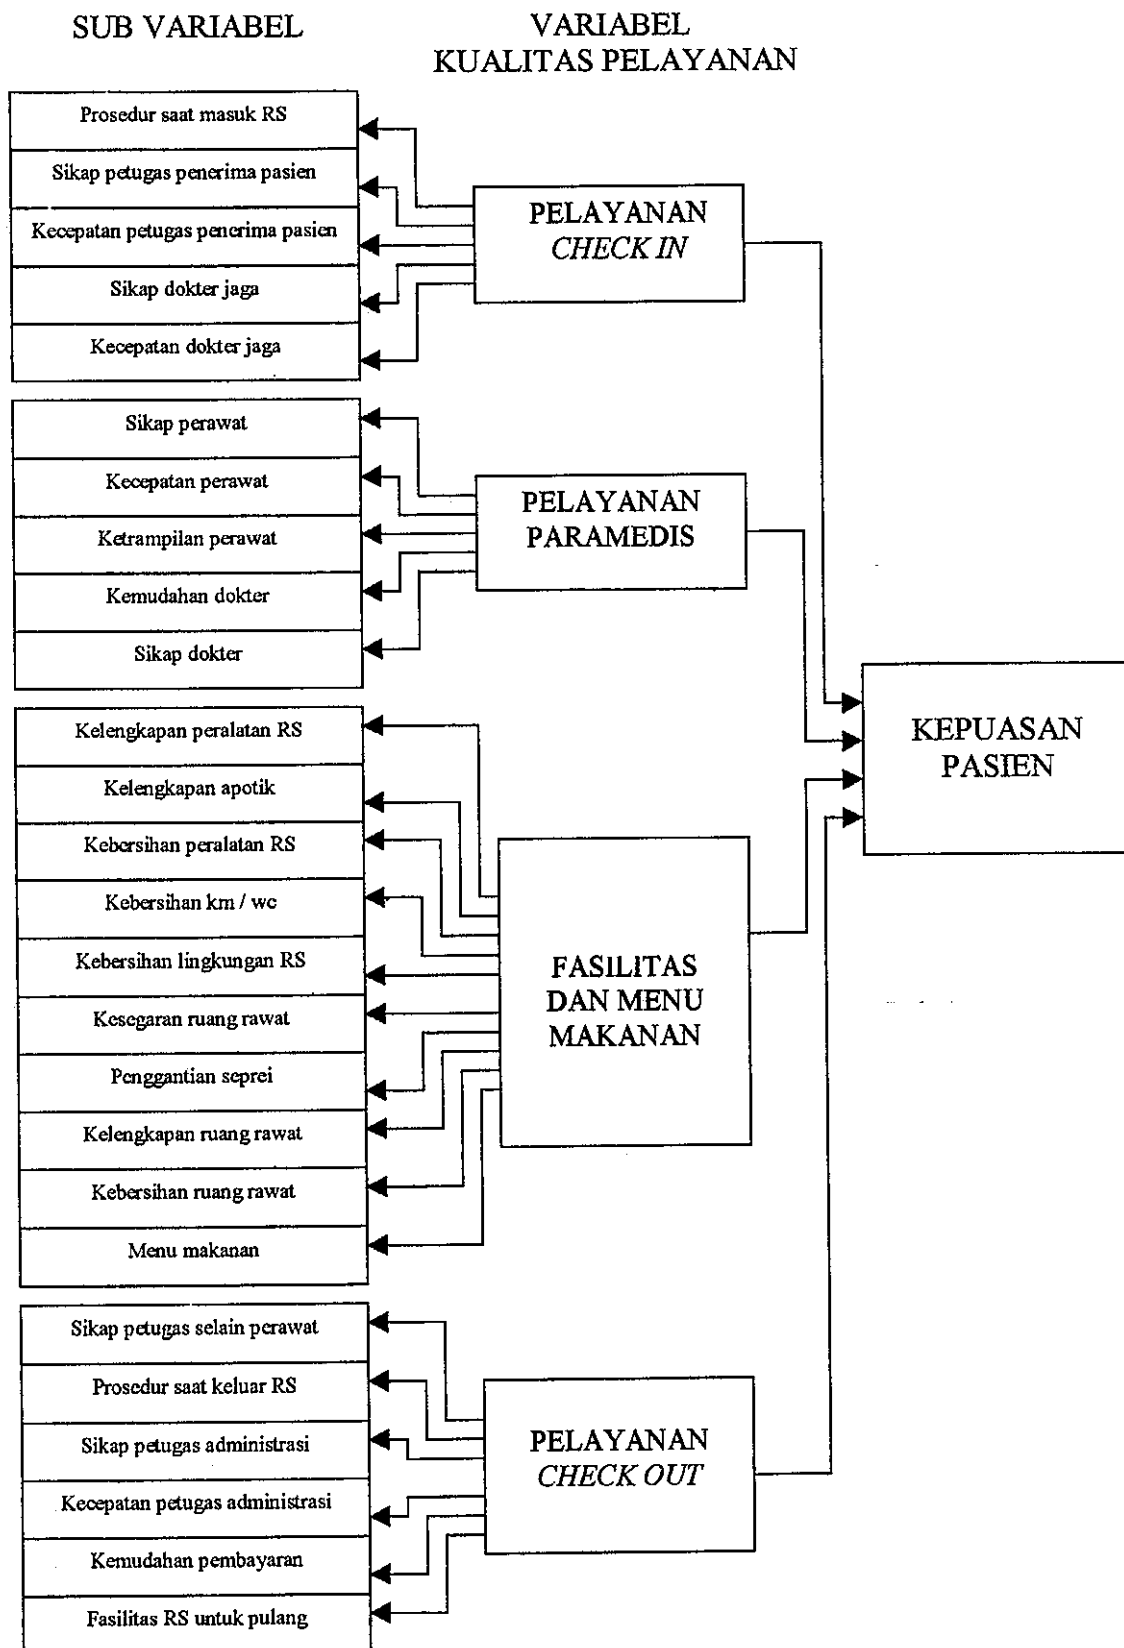 SUB VARIABEL
VARIABEL
KUALITAS PELAYANAN
Prosedur saat masuk RS
Sikap petugas penerima pasien
Kecepatan petugas penerima pasien
Sikap dokter jaga
Kecepatan dokter jaga
PELAYANAN
CHECK IN
Sikap perawat
Kecepatan perawat
Ketrampilan perawat
Kemudahan dokter
Sikap dokter
PELAYANAN
PARAMEDIS
Kelengkapan peralatan RS
Kelengkapan apotik
Kebersihan peralatan RS
Kebersihan km / wc
Kebersihan lingkungan RS
Kesegaran ruang rawat
Penggantian seprei
Kelengkapan ruang rawat
Kebersihan ruang rawat
Menu makanan
FASILITAS
DAN MENU
MAKANAN
Sikap petugas selain perawat
Prosedur saat keluar RS
Sikap petugas administrasi
Kecepatan petugas administrasi
Kemudahan pembayaran
Fasilitas RS untuk pulang
PELAYANAN
CHECK OUT
KEPUASAN
PASIEN